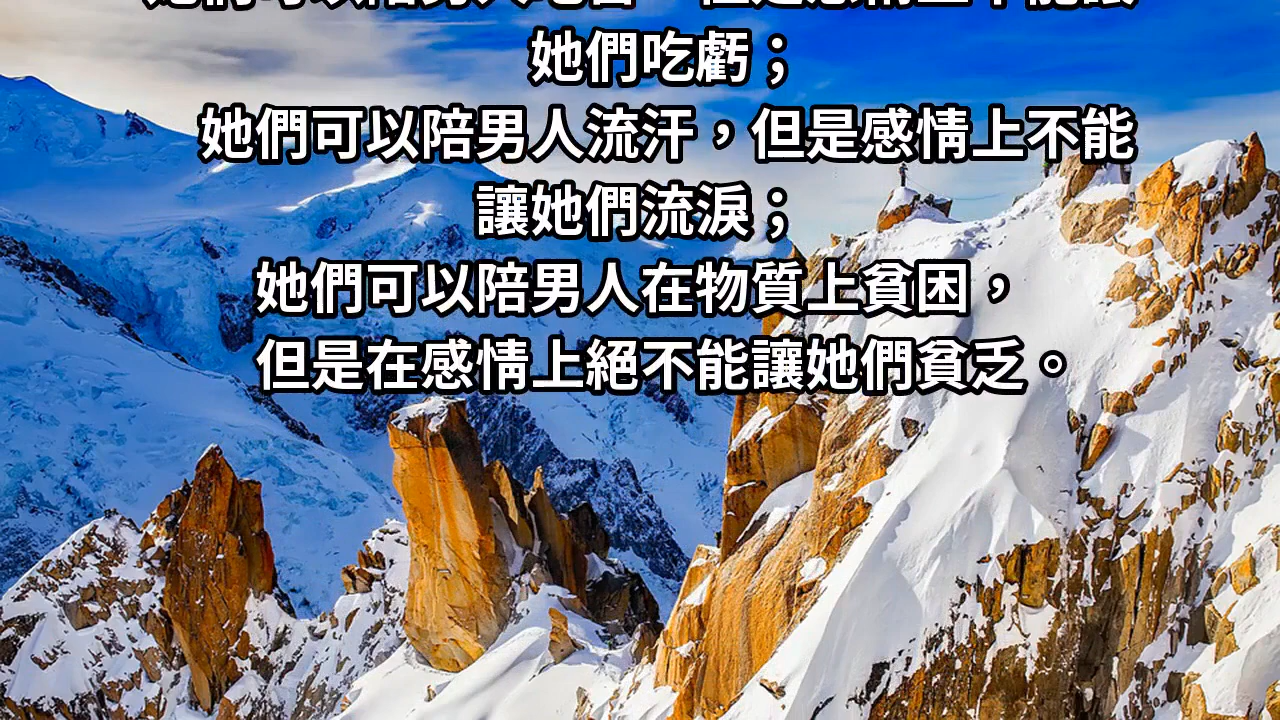 她們吃虧；
她們可以陪男人流汗，但是感情上不能
讓她們流淚；
她們可以陪男人在物質上貧困，
但是在感情上絕不能讓她們貧乏。